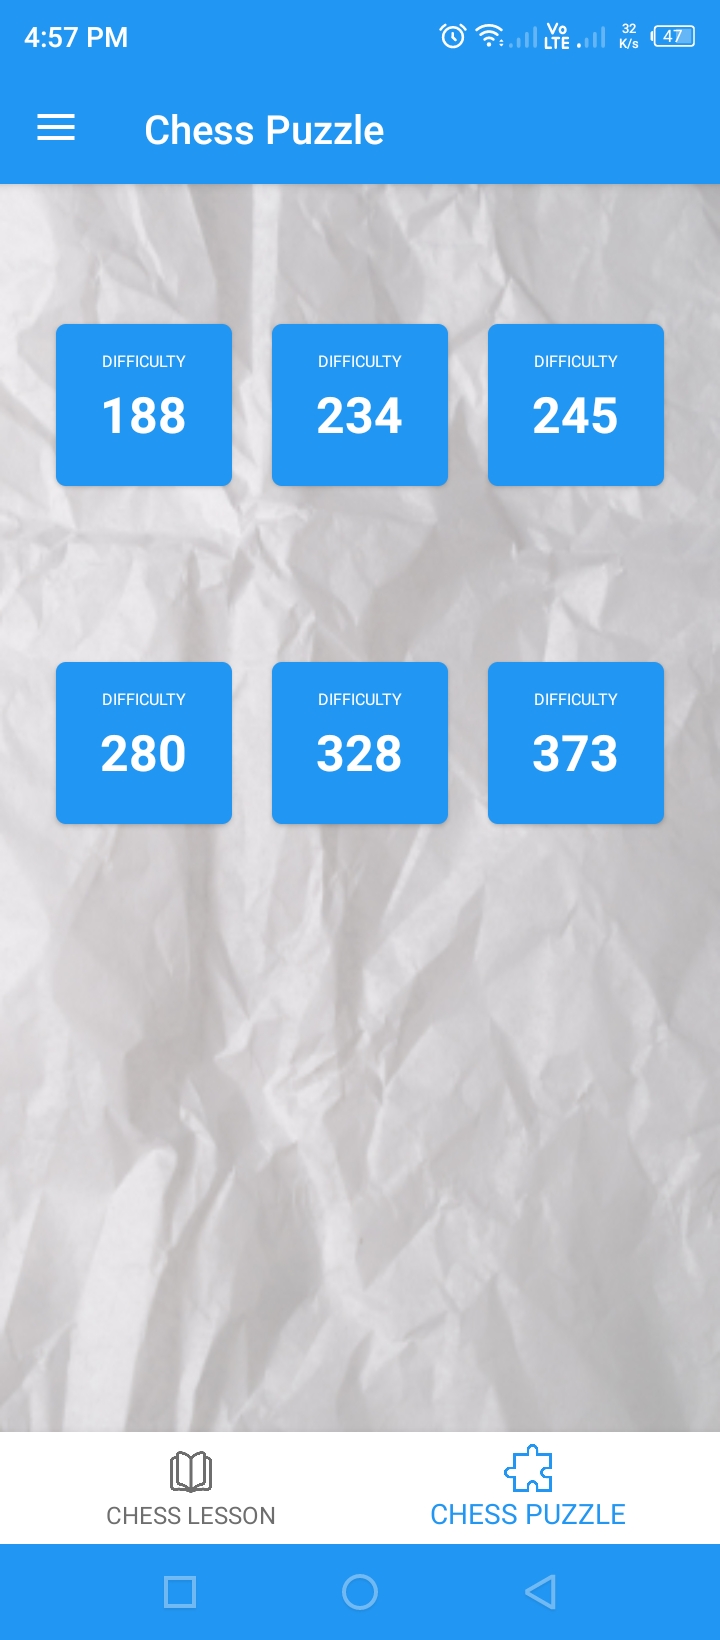 4:57 PM
Vo LTE
32 K/s
47
Chess Puzzle
DIFFICULTY DIFFICULTY DIFFICULTY
188 234 245
DIFFICULTY DIFFICULTY DIFFICULTY
280 328 373
CHESS LESSON CHESS PUZZLE